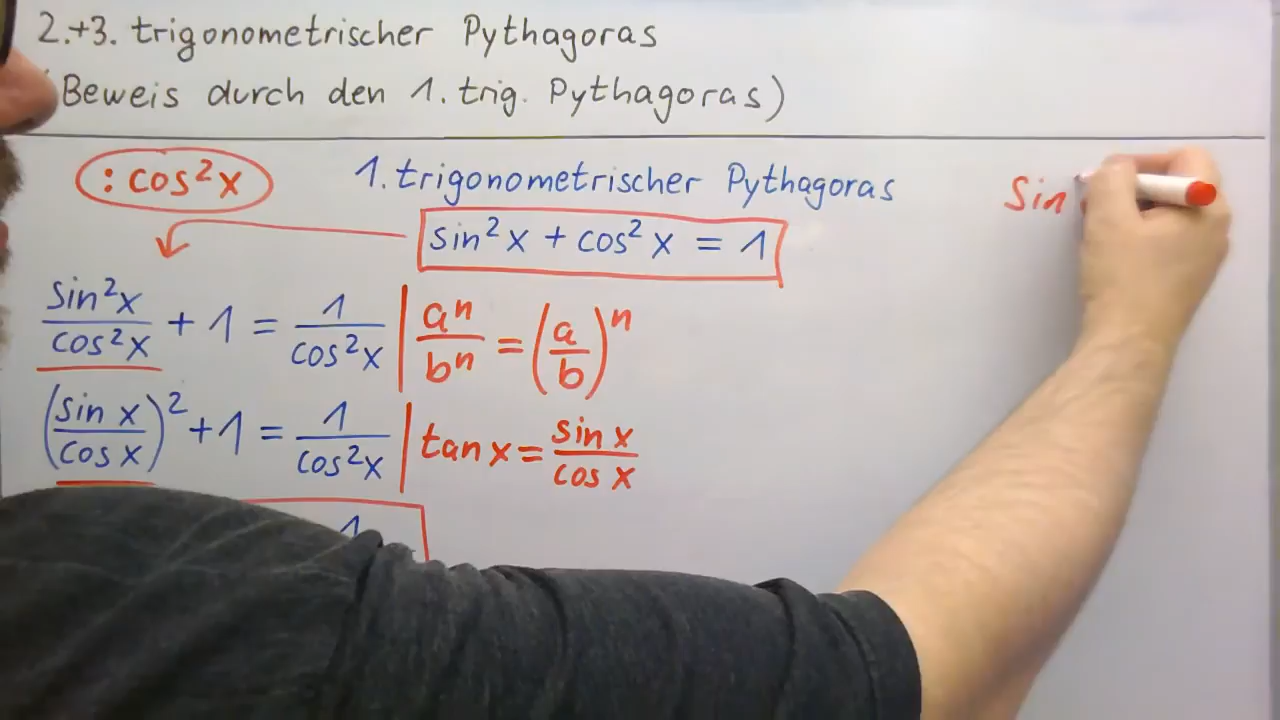 2.+3. trigonometrischer Pythagoras
(Beweis durch den 1. trig. Pythagoras)
: cos²x
1. trigonometrischer Pythagoras
sin
sin²x + cos²x = 1
sin²x/cos²x + 1 = 1/cos²x | aⁿ/bⁿ = (a/b)ⁿ
(sin x/cos x)² + 1 = 1/cos²x | tan x = sin x/cos x
1